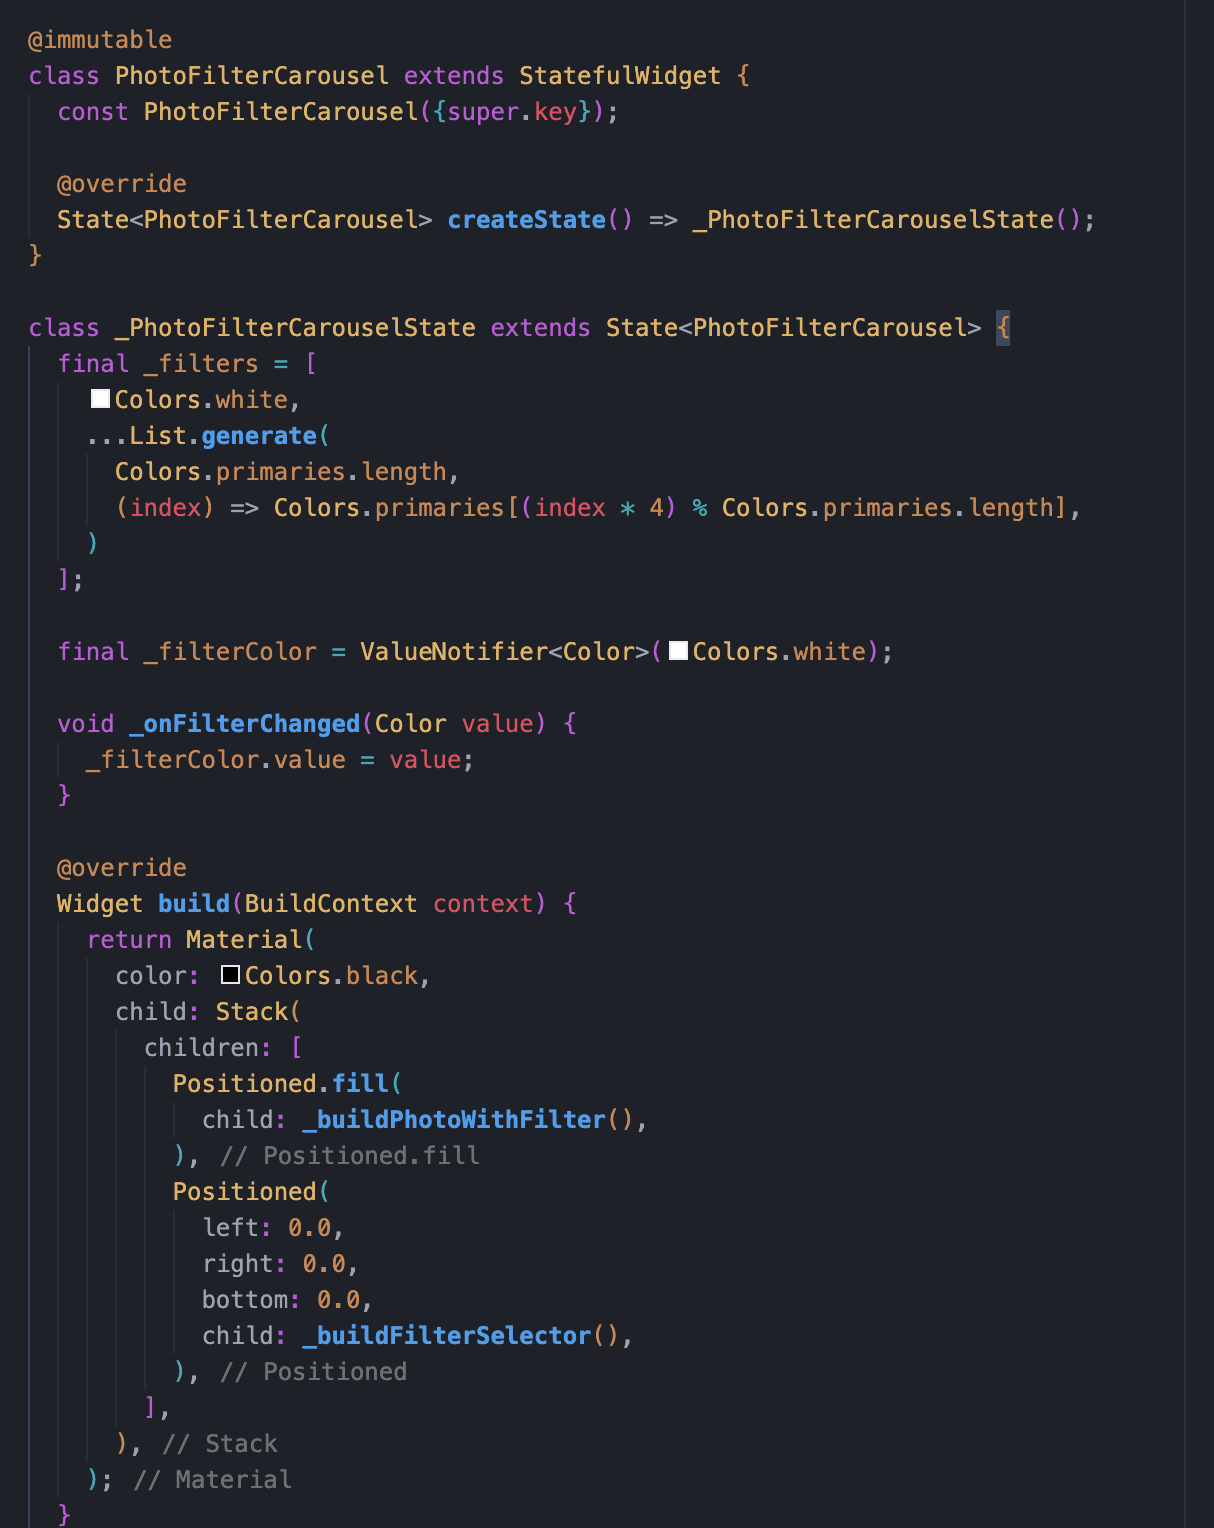 @immutable
class PhotoFilterCarousel extends StatefulWidget {
  const PhotoFilterCarousel({super.key});

  @override
  State<PhotoFilterCarousel> createState() => _PhotoFilterCarouselState();
}

class _PhotoFilterCarouselState extends State<PhotoFilterCarousel> {
  final _filters = [
    Colors.white,
    ...List.generate(
      Colors.primaries.length,
      (index) => Colors.primaries[(index * 4) % Colors.primaries.length],
    )
  ];

  final _filterColor = ValueNotifier<Color>(Colors.white);

  void _onFilterChanged(Color value) {
    _filterColor.value = value;
  }

  @override
  Widget build(BuildContext context) {
    return Material(
      color: Colors.black,
      child: Stack(
        children: [
          Positioned.fill(
            child: _buildPhotoWithFilter(),
          ), // Positioned.fill
          Positioned(
            left: 0.0,
            right: 0.0,
            bottom: 0.0,
            child: _buildFilterSelector(),
          ), // Positioned
        ],
      ), // Stack
    ); // Material
  }